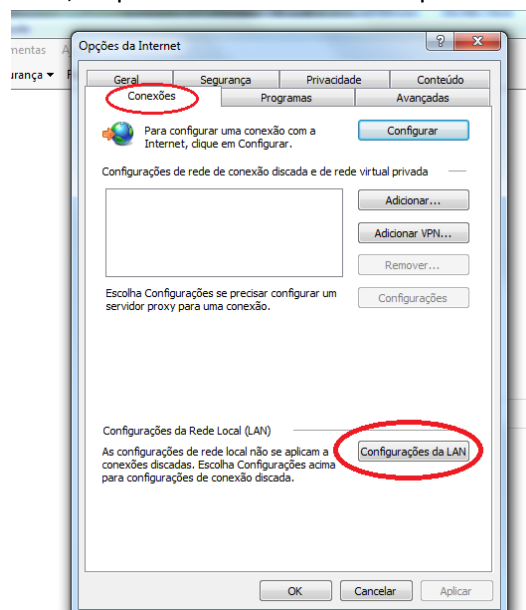 mentas
urança
Opções da Internet
?
X
Geral
Segurança
Privacidade
Conteúdo
Conexões
Programas
Avançadas
Para configurar uma conexão com a
Internet, clique em Configurar.
Configurar
Configurações de rede de conexão discada e de rede virtual privada
Adicionar...
Adicionar VPN...
Remover...
Escolha Configurações se precisar configurar um
servidor proxy para uma conexão.
Configurações
Configurações da Rede Local (LAN)
As configurações de rede local não se aplicam a
conexões discadas. Escolha Configurações acima
para configurações de conexão discada.
Configurações da LAN
OK
Cancelar
Aplicar